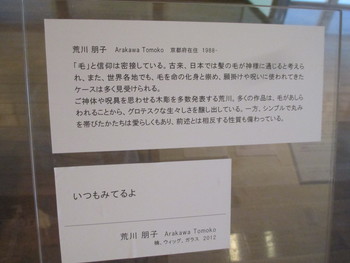 荒川 朋子　Arakawa Tomoko　京都府在住　1988-
「毛」と信仰は密接している。古来、日本では髪の毛が神様に通じると考えら
れ、また、世界各地でも、毛を命の化身と崇め、願掛けや呪いに使われてきた
ケースは多く見受けられる。
ご神体や呪具を思わせる木彫を多数発表する荒川。多くの作品は、毛があしら
われることから、グロテスクな生々しさを醸し出している。一方、シンプルで丸み
を帯びたかたちは愛らしくもあり、前述とは相反する性質も備わっている。
いつもみてるよ
荒川 朋子　Arakawa Tomoko
楠、ウィッグ、ガラス　2012